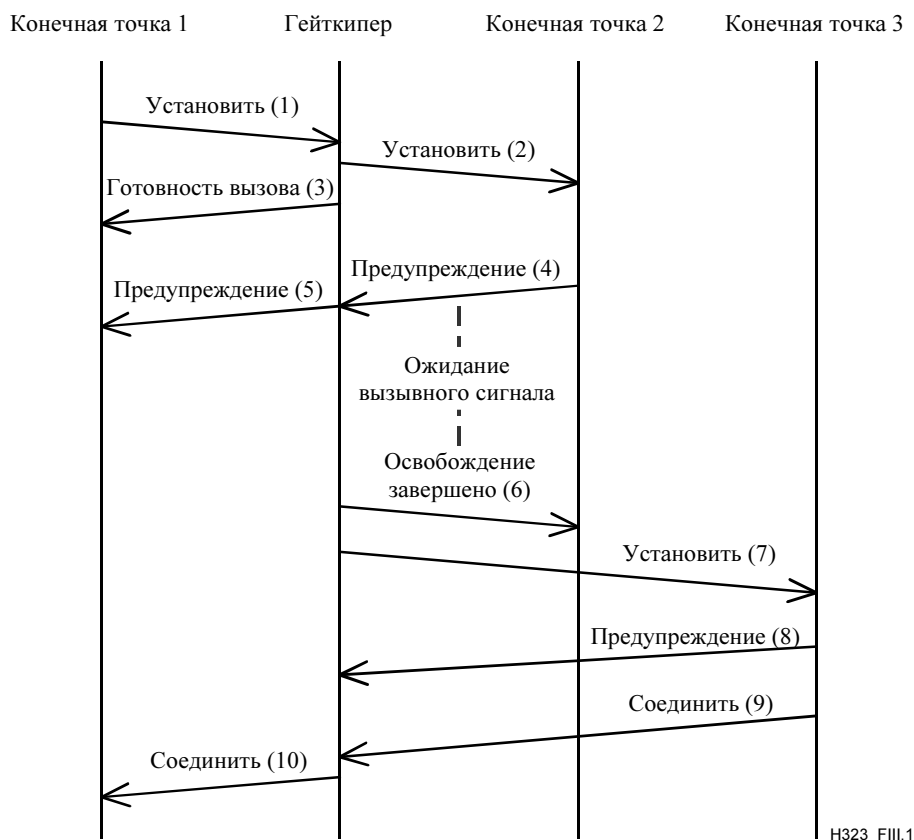 Конечная точка 1
Гейткипер
Конечная точка 2
Конечная точка 3
Установить (1)
Установить (2)
Готовность вызова (3)
Предупреждение (4)
Предупреждение (5)
Ожидание
вызывного сигнала
Освобождение
завершено (6)
Установить (7)
Предупреждение (8)
Соединить (9)
Соединить (10)
H323_FIII.1